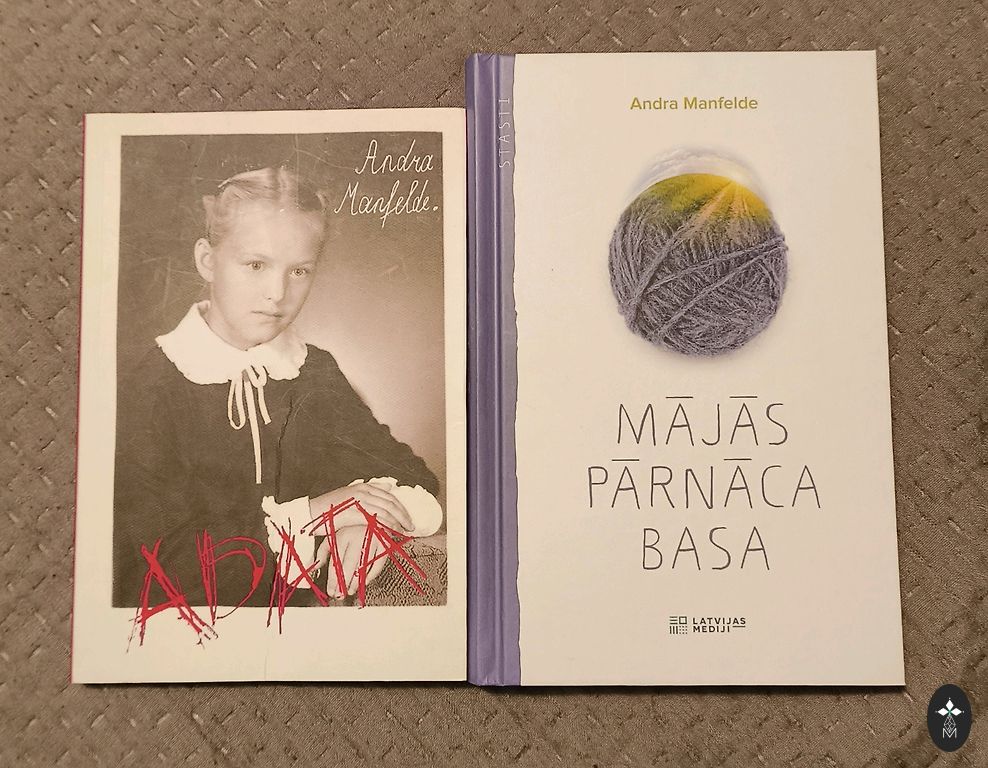 Andra
Manfelde.
ADATA
STĀSTI
Andra Manfelde
MĀJĀS
PĀRNĀCA
BASA
LATVIJAS
MEDIJI
M